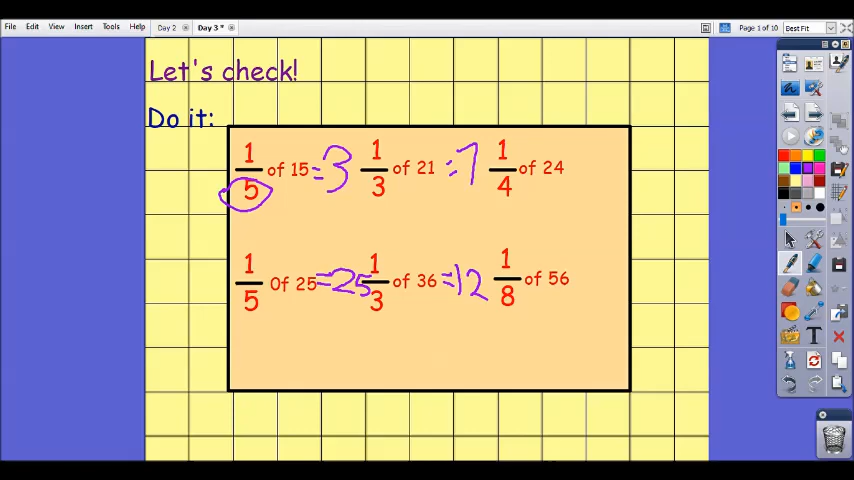 File Edit View Insert Tools Help Day 2 Day 3 * Page 1 of 10 Best Fit
Let's check!
Do it:
1/5 of 15 =3 1/3 of 21 =7 1/4 of 24
1/5 Of 25 =25 1/3 of 36 =12 1/8 of 56
T